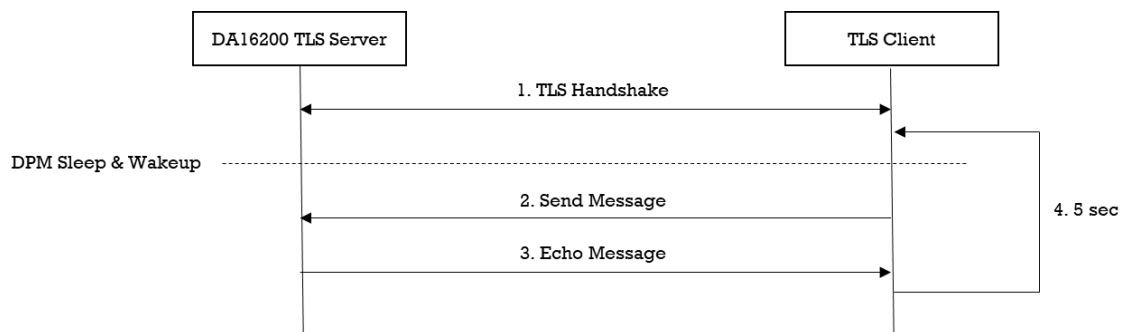 DA16200 TLS Server
TLS Client
1. TLS Handshake
DPM Sleep & Wakeup
2. Send Message
4. 5 sec
3. Echo Message